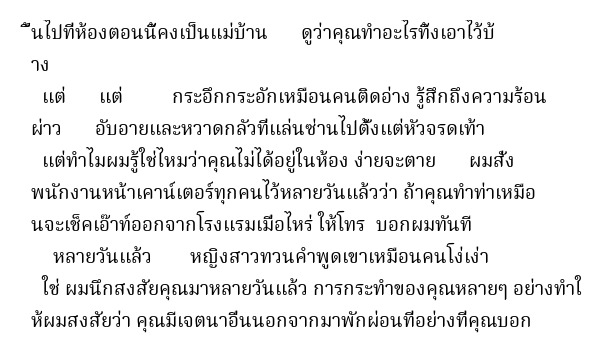 ึ้นไปที่ห้องตอนนี้คงเป็นแม่บ้าน ดูว่าคุณทำอะไรทิ้งเอาไว้บ้
าง
แต่ แต่ กระอึกกระอักเหมือนคนติดอ่าง รู้สึกถึงความร้อน
ผ่าว อับอายและหวาดกลัวที่แล่นซ่านไปตั้งแต่หัวจรดเท้า
แต่ทำไมผมรู้ใช่ไหมว่าคุณไม่ได้อยู่ในห้อง ง่ายจะตาย ผมสั่ง
พนักงานหน้าเคาน์เตอร์ทุกคนไว้หลายวันแล้วว่า ถ้าคุณทำท่าเหมือ
นจะเช็คเอ๊าท์ออกจากโรงแรมเมื่อไหร่ ให้โทร บอกผมทันที
หลายวันแล้ว หญิงสาวทวนคำพูดเขาเหมือนคนโง่เง่า
ใช่ ผมนึกสงสัยคุณมาหลายวันแล้ว การกระทำของคุณหลายๆ อย่างทำใ
ห้ผมสงสัยว่า คุณมีเจตนาอื่นนอกจากมาพักผ่อนที่อย่างที่คุณบอก